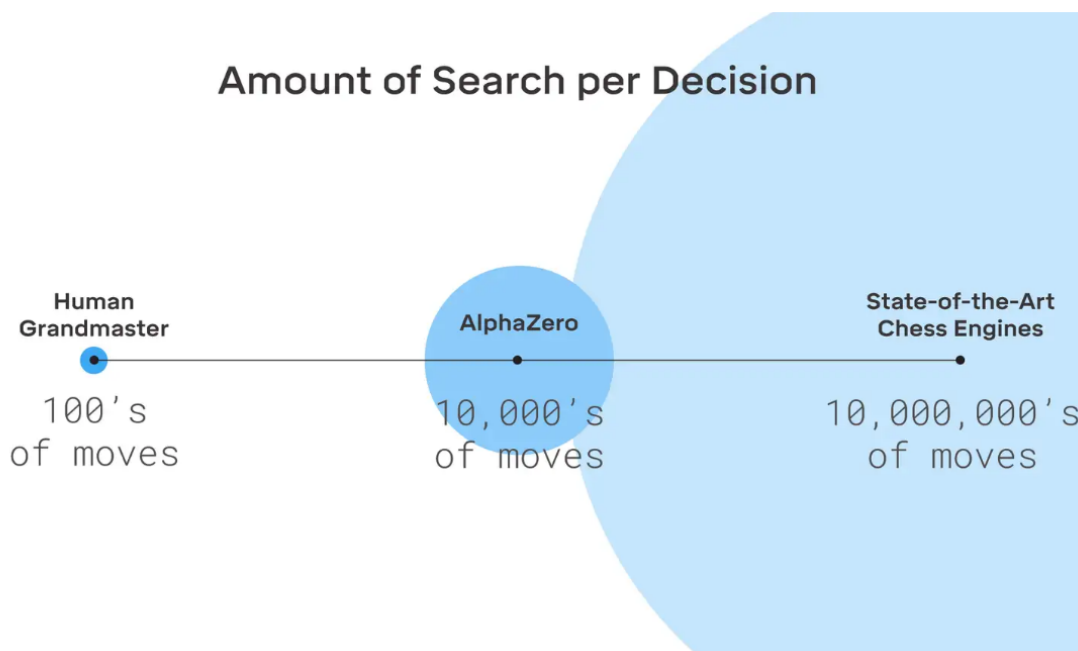 Amount of Search per Decision
Human
Grandmaster
100's
of moves
AlphaZero
10,000's
of moves
State-of-the-Art
Chess Engines
10,000,000's
of moves